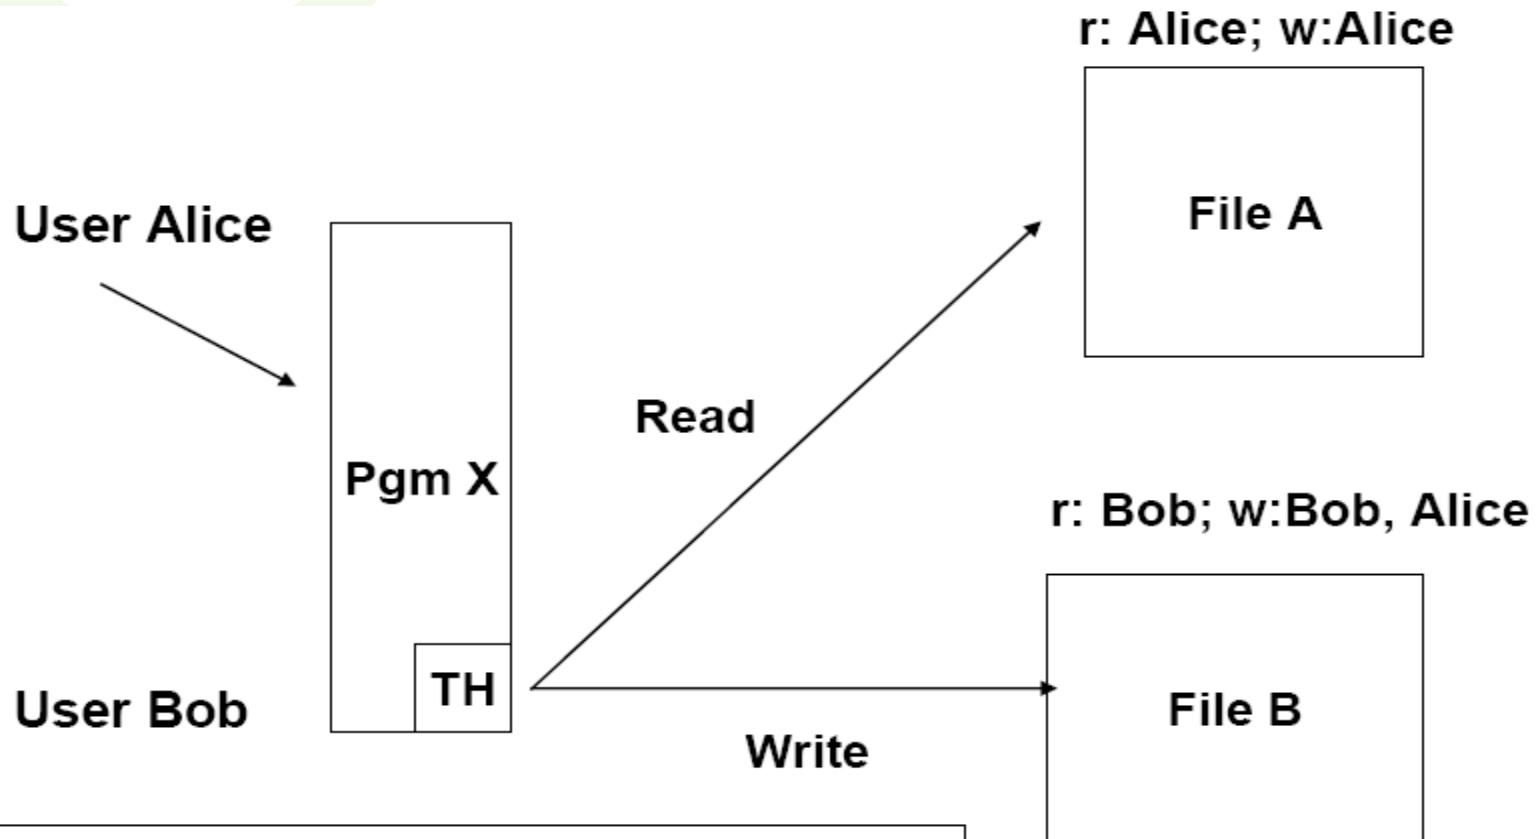 r: Alice; w:Alice
File A
User Alice
Read
Pgm X
r: Bob; w:Bob, Alice
TH
User Bob
File B
Write